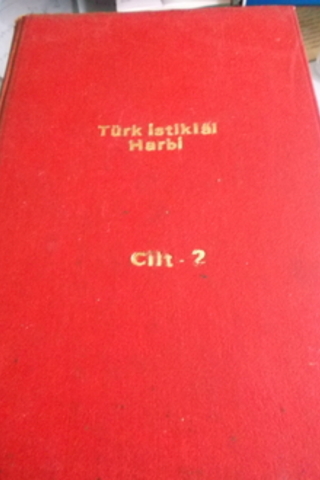 Türk İstiklâl
Harbi
Cilt - 2